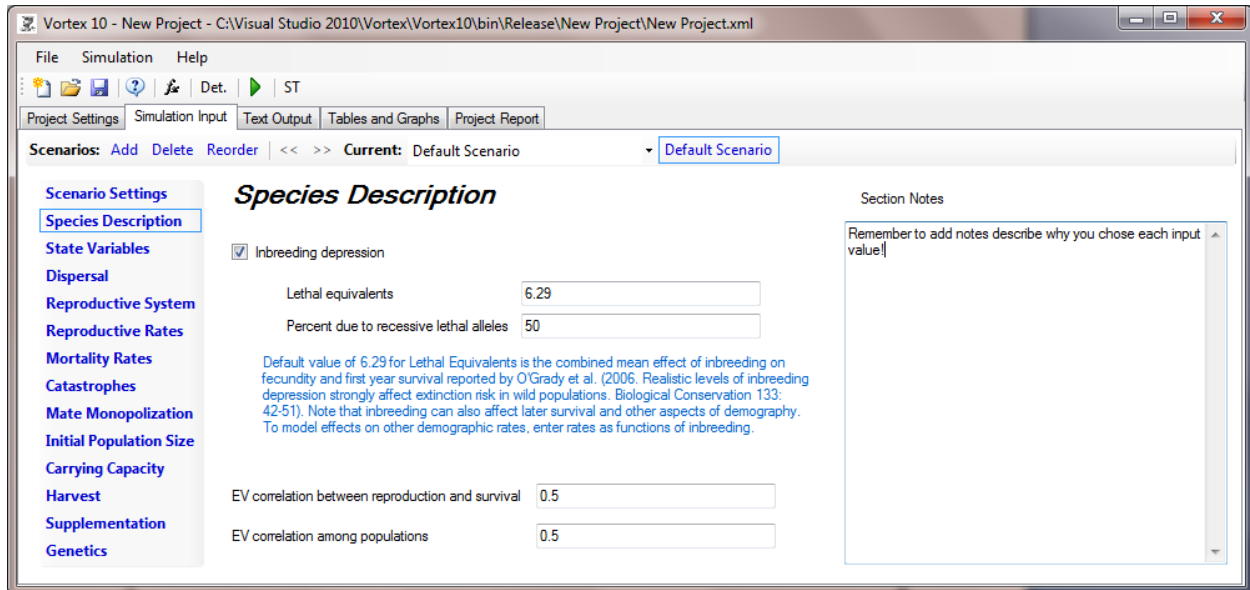 Vortex 10 - New Project - C:\Visual Studio 2010\Vortex\Vortex10\bin\Release\New Project\New Project.xml
File Simulation Help
fx Det. ST
Project Settings Simulation Input Text Output Tables and Graphs Project Report
Scenarios: Add Delete Reorder << >> Current: Default Scenario Default Scenario
Scenario Settings
Species Description
State Variables
Dispersal
Reproductive System
Reproductive Rates
Mortality Rates
Catastrophes
Mate Monopolization
Initial Population Size
Carrying Capacity
Harvest
Supplementation
Genetics
Species Description
Inbreeding depression
Lethal equivalents 6.29
Percent due to recessive lethal alleles 50
Default value of 6.29 for Lethal Equivalents is the combined mean effect of inbreeding on
fecundity and first year survival reported by O'Grady et al. (2006. Realistic levels of inbreeding
depression strongly affect extinction risk in wild populations. Biological Conservation 133:
42-51). Note that inbreeding can also affect later survival and other aspects of demography.
To model effects on other demographic rates, enter rates as functions of inbreeding.
EV correlation between reproduction and survival 0.5
EV correlation among populations 0.5
Section Notes
Remember to add notes describe why you chose each input
value!